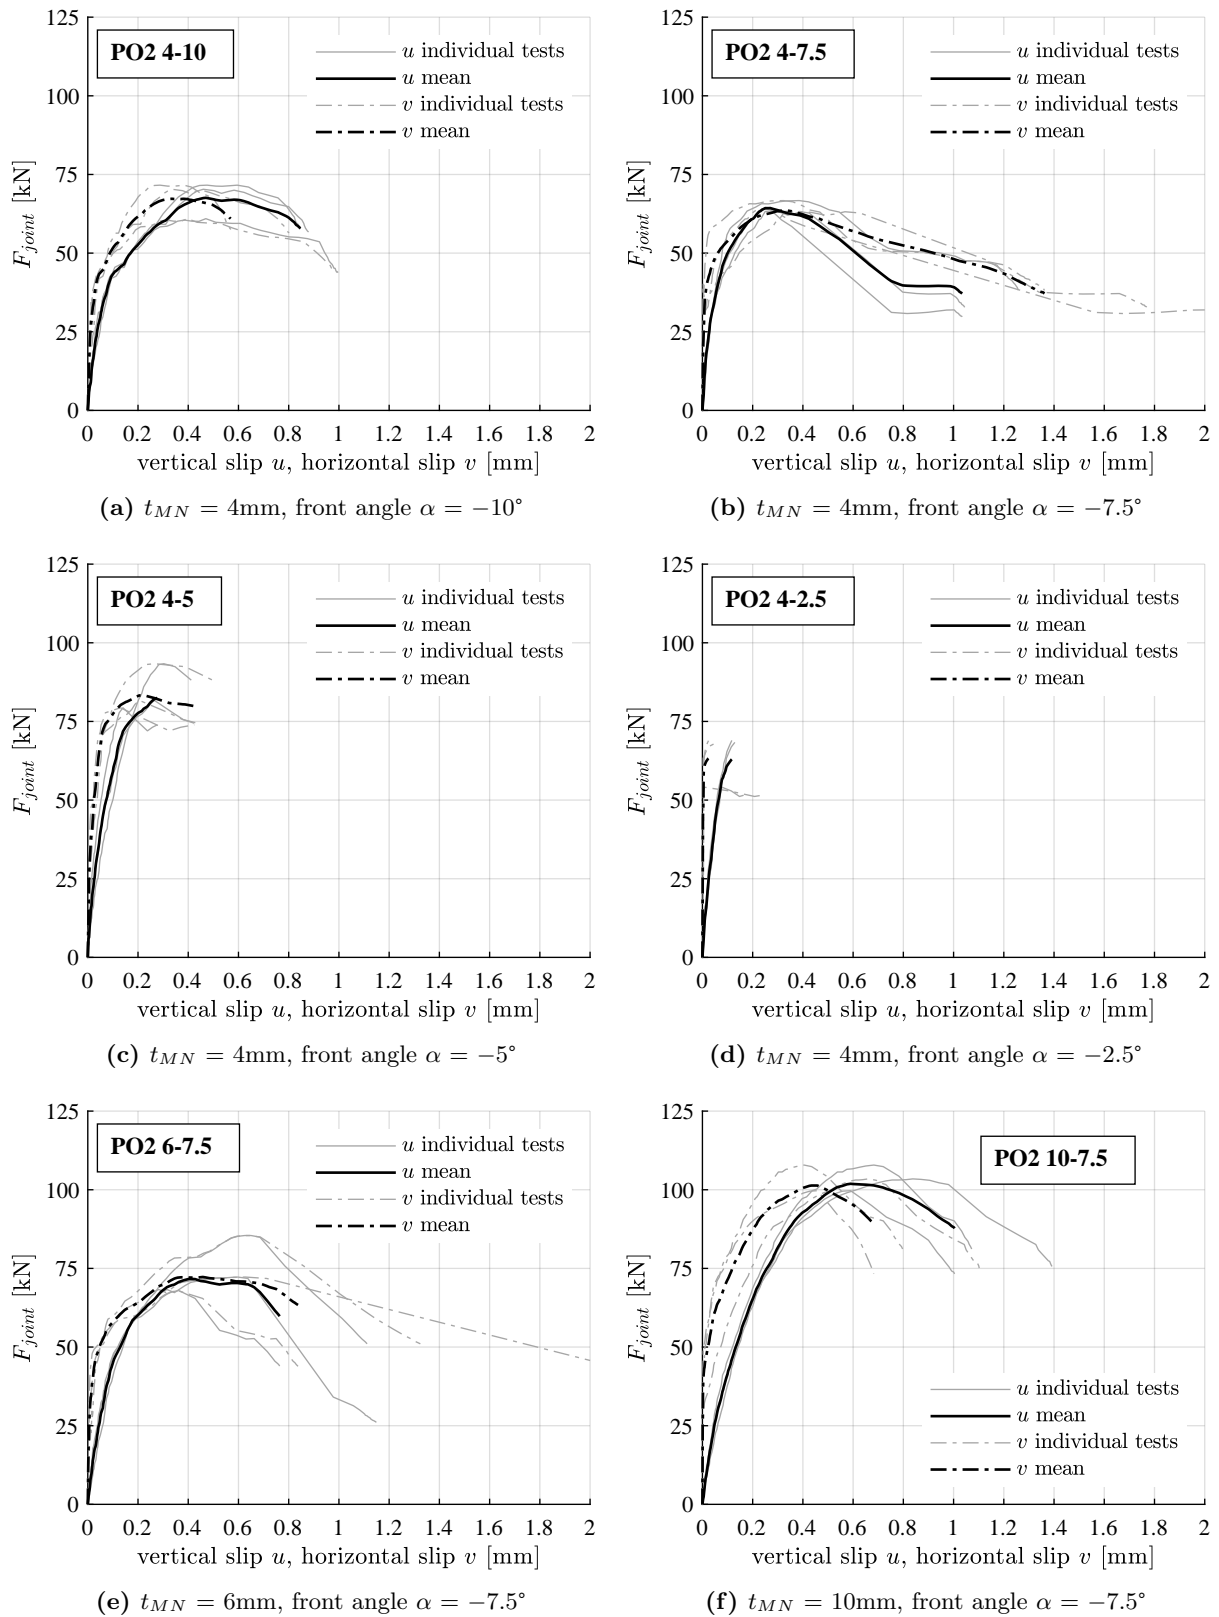 PO2 4-10
u individual tests
u mean
v individual tests
v mean
125
100
75
50
25
0
F_joint [kN]
0 0.2 0.4 0.6 0.8 1 1.2 1.4 1.6 1.8 2
vertical slip u, horizontal slip v [mm]
(a) t_MN = 4mm, front angle α = −10°
PO2 4-7.5
u individual tests
u mean
v individual tests
v mean
125
100
75
50
25
0
F_joint [kN]
0 0.2 0.4 0.6 0.8 1 1.2 1.4 1.6 1.8 2
vertical slip u, horizontal slip v [mm]
(b) t_MN = 4mm, front angle α = −7.5°
PO2 4-5
u individual tests
u mean
v individual tests
v mean
125
100
75
50
25
0
F_joint [kN]
0 0.2 0.4 0.6 0.8 1 1.2 1.4 1.6 1.8 2
vertical slip u, horizontal slip v [mm]
(c) t_MN = 4mm, front angle α = −5°
PO2 4-2.5
u individual tests
u mean
v individual tests
v mean
125
100
75
50
25
0
F_joint [kN]
0 0.2 0.4 0.6 0.8 1 1.2 1.4 1.6 1.8 2
vertical slip u, horizontal slip v [mm]
(d) t_MN = 4mm, front angle α = −2.5°
PO2 6-7.5
u individual tests
u mean
v individual tests
v mean
125
100
75
50
25
0
F_joint [kN]
0 0.2 0.4 0.6 0.8 1 1.2 1.4 1.6 1.8 2
vertical slip u, horizontal slip v [mm]
(e) t_MN = 6mm, front angle α = −7.5°
PO2 10-7.5
125
100
75
50
25
0
F_joint [kN]
u individual tests
u mean
v individual tests
v mean
0 0.2 0.4 0.6 0.8 1 1.2 1.4 1.6 1.8 2
vertical slip u, horizontal slip v [mm]
(f) t_MN = 10mm, front angle α = −7.5°